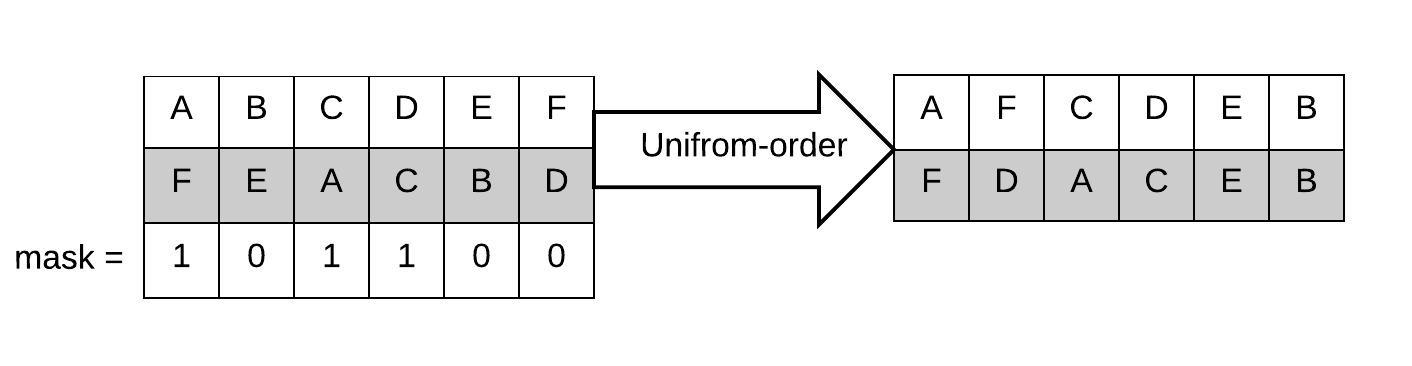 A B C D E F
F E A C B D
mask = 1 0 1 1 0 0
Unifrom-order
A F C D E B
F D A C E B